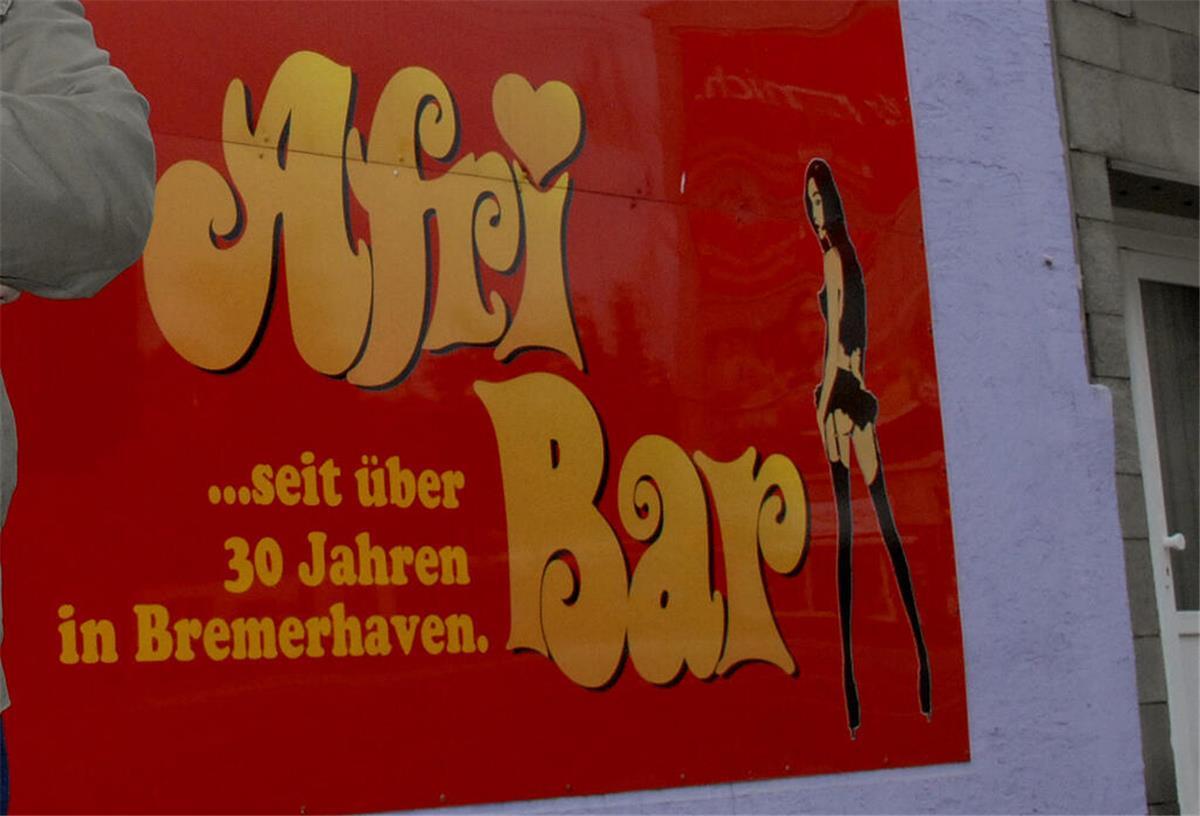 Afri
Bar
...seit über
30 Jahren
in Bremerhaven.